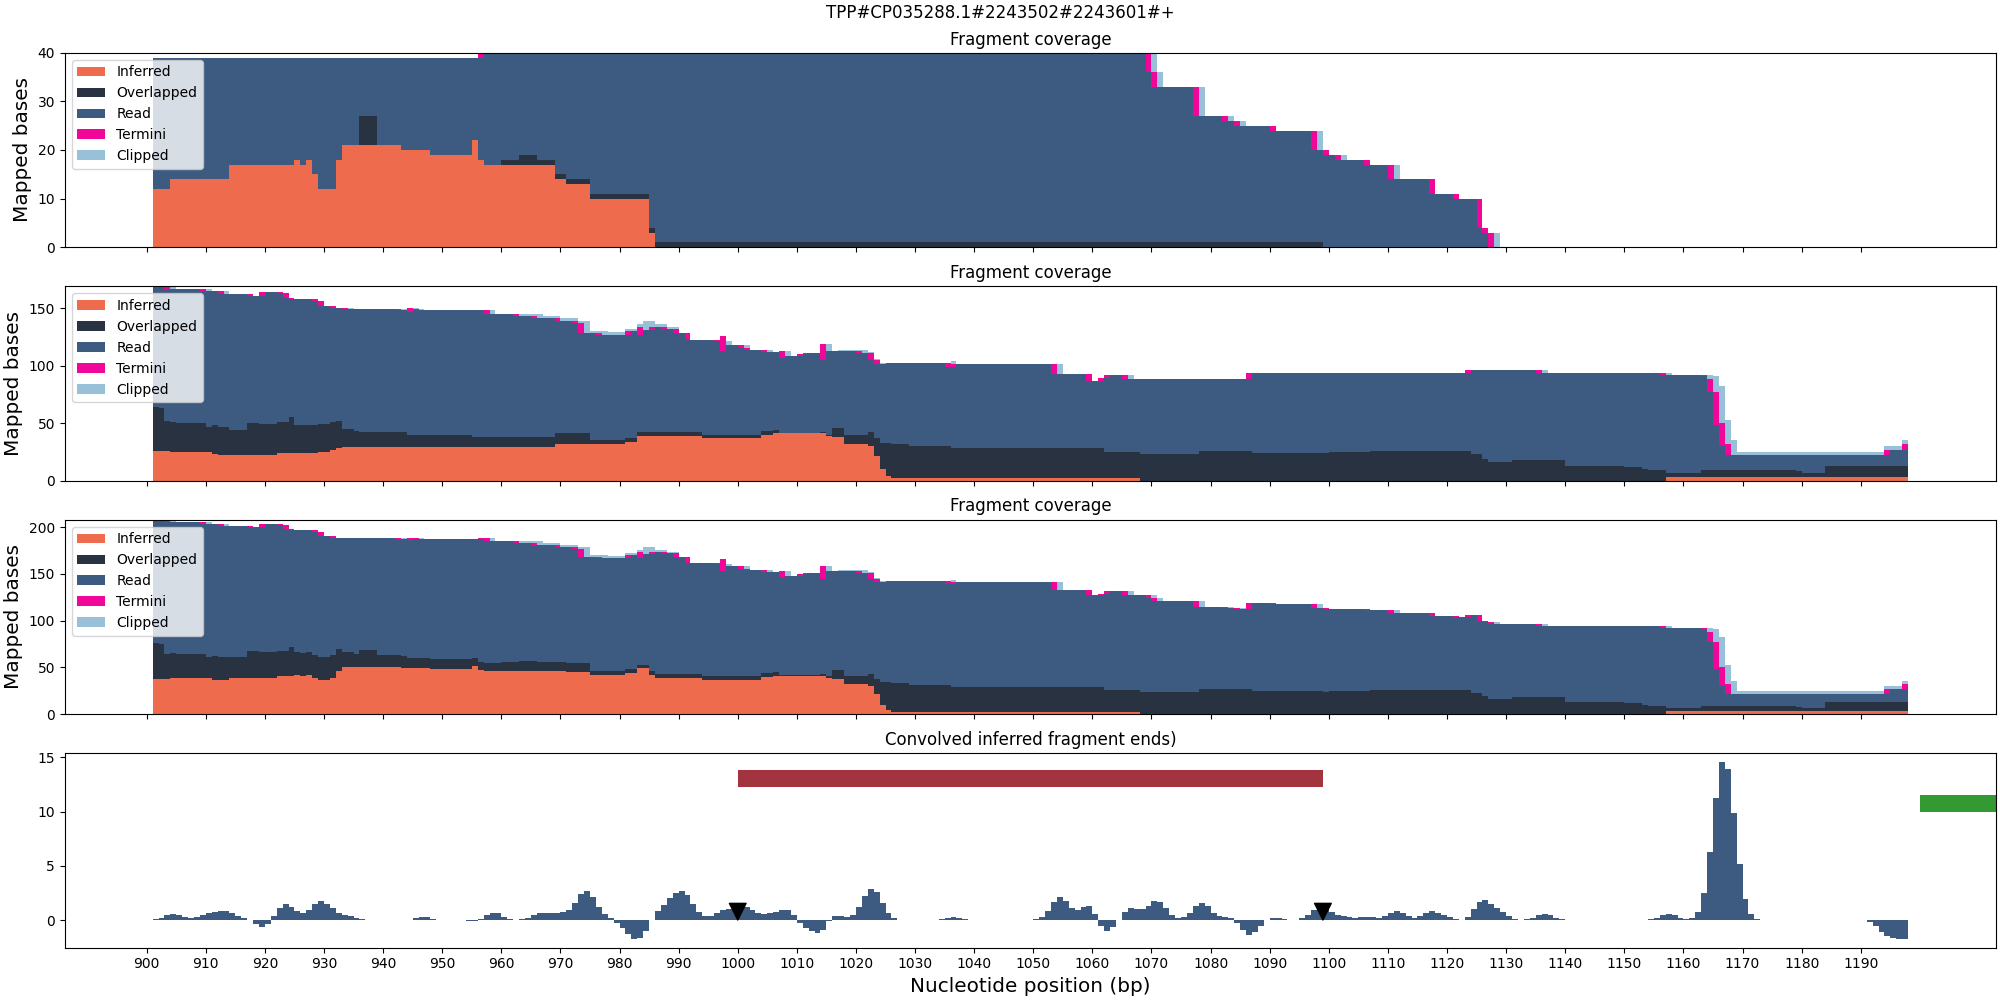 TPP#CP035288.1#2243502#2243601#+
Fragment coverage
Mapped bases
40
30
20
10
0
Inferred
Overlapped
Read
Termini
Clipped
Fragment coverage
Mapped bases
150
100
50
0
Inferred
Overlapped
Read
Termini
Clipped
Fragment coverage
Mapped bases
200
150
100
50
0
Inferred
Overlapped
Read
Termini
Clipped
Convolved inferred fragment ends)
15
10
5
0
900 910 920 930 940 950 960 970 980 990 1000 1010 1020 1030 1040 1050 1060 1070 1080 1090 1100 1110 1120 1130 1140 1150 1160 1170 1180 1190
Nucleotide position (bp)